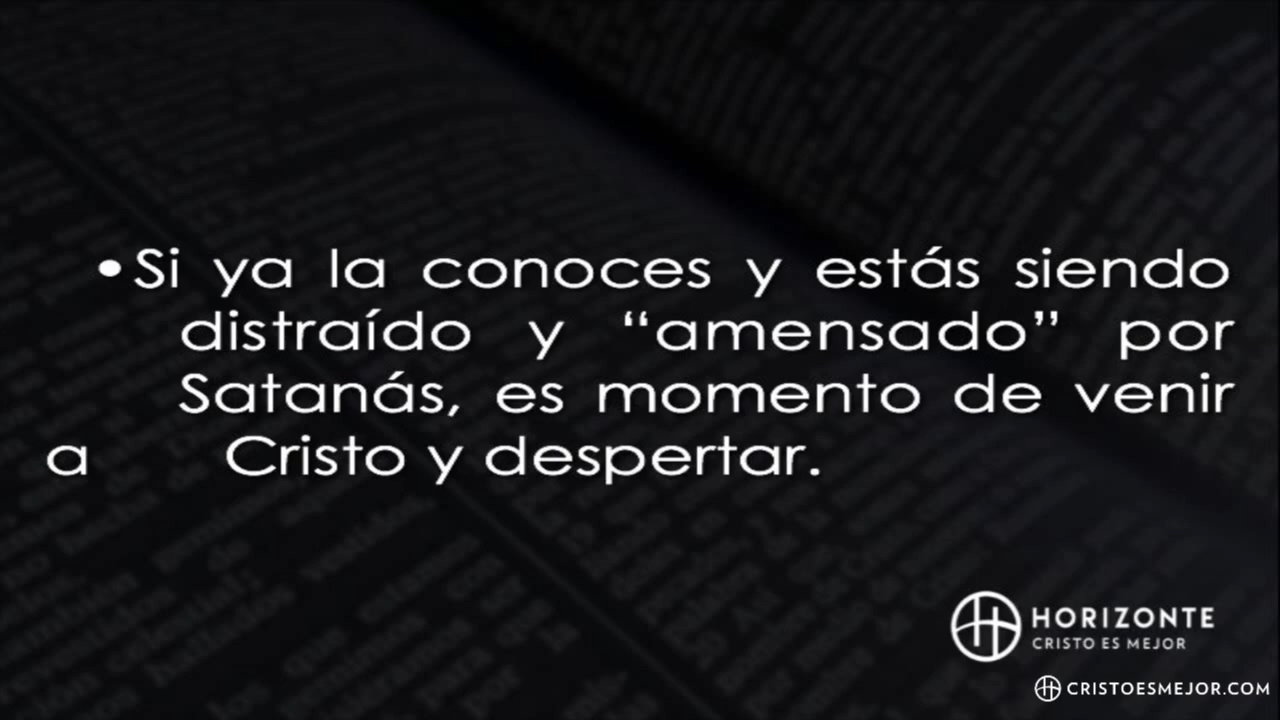 •Si ya la conoces y estás siendo
distraído y “amensado” por
Satanás, es momento de venir
a Cristo y despertar.
HORIZONTE
CRISTO ES MEJOR
CRISTOESMEJOR.COM